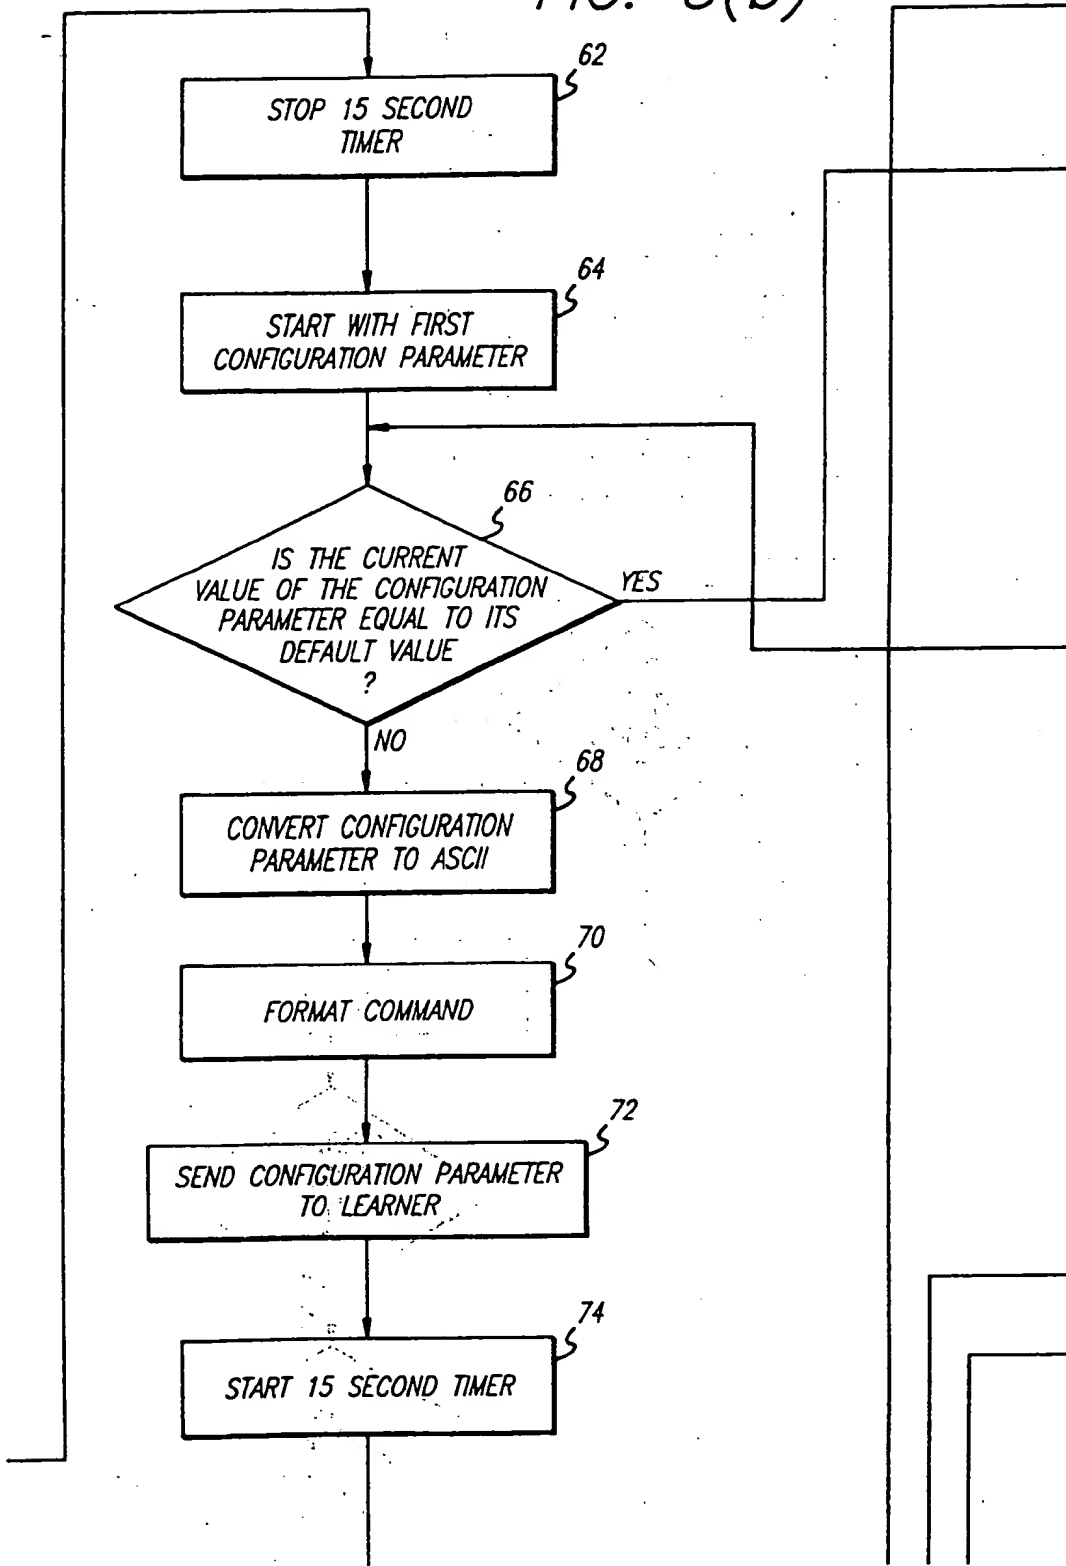 FIG. 6(b)
62
STOP 15 SECOND
TIMER
64
START WITH FIRST
CONFIGURATION PARAMETER
66
IS THE CURRENT
VALUE OF THE CONFIGURATION
PARAMETER EQUAL TO ITS
DEFAULT VALUE
?
YES
NO
68
CONVERT CONFIGURATION
PARAMETER TO ASCII
70
FORMAT COMMAND
72
SEND CONFIGURATION PARAMETER
TO LEARNER
74
START 15 SECOND TIMER